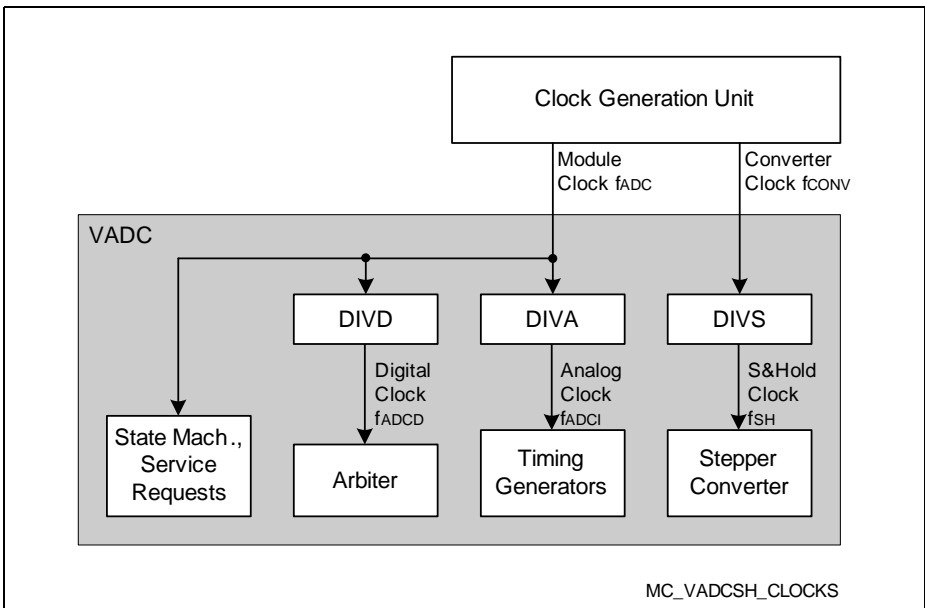 Clock Generation Unit
Module
Clock fADC
Converter
Clock fCONV
VADC
DIVD
DIVA
DIVS
Digital
Clock
fADCD
Analog
Clock
fADCI
S&Hold
Clock
fSH
State Mach.,
Service
Requests
Arbiter
Timing
Generators
Stepper
Converter
MC_VADCSH_CLOCKS